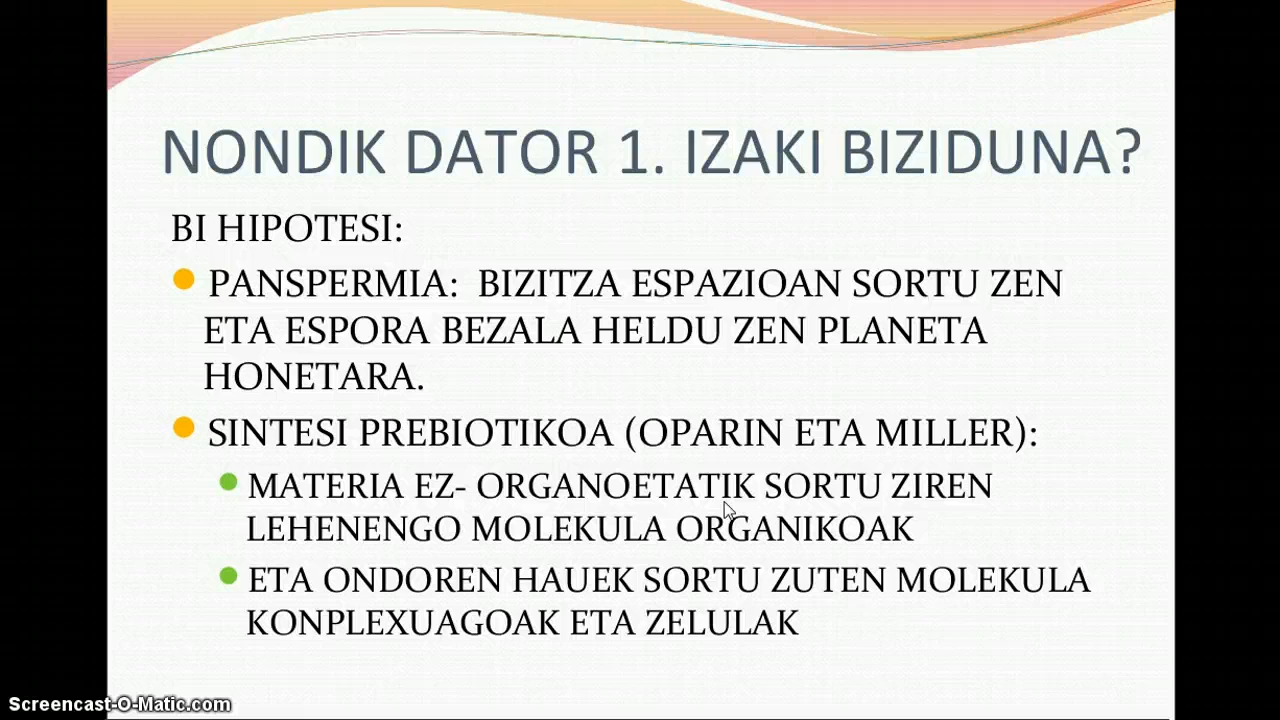 NONDIK DATOR 1. IZAKI BIZIDUNA?
BI HIPOTESI:
PANSPERMIA: BIZITZA ESPAZIOAN SORTU ZEN
ETA ESPORA BEZALA HELDU ZEN PLANETA
HONETARA.
SINTESI PREBIOTIKOA (OPARIN ETA MILLER):
MATERIA EZ- ORGANOETATIK SORTU ZIREN
LEHENENGO MOLEKULA ORGANIKOAK
ETA ONDOREN HAUEK SORTU ZUTEN MOLEKULA
KONPLEXUAGOAK ETA ZELULAK
Screencast-O-Matic.com